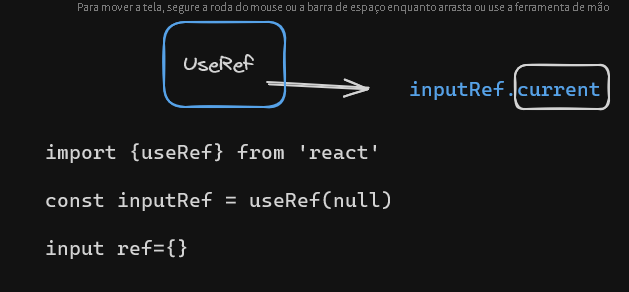 Para mover a tela, segure a roda do mouse ou a barra de espaço enquanto arrasta ou use a ferramenta de mão
UseRef
inputRef.current
import {useRef} from 'react'
const inputRef = useRef(null)
input ref={}